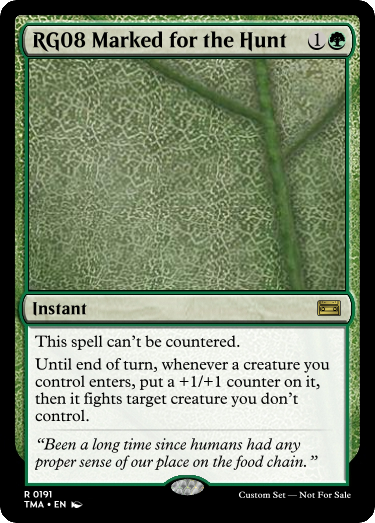 RG08 Marked for the Hunt 1
Instant
This spell can't be countered.
Until end of turn, whenever a creature you
control enters, put a +1/+1 counter on it,
then it fights target creature you don't
control.
“Been a long time since humans had any
proper sense of our place on the food chain.”
R 0191
TMA • EN
Custom Set — Not For Sale